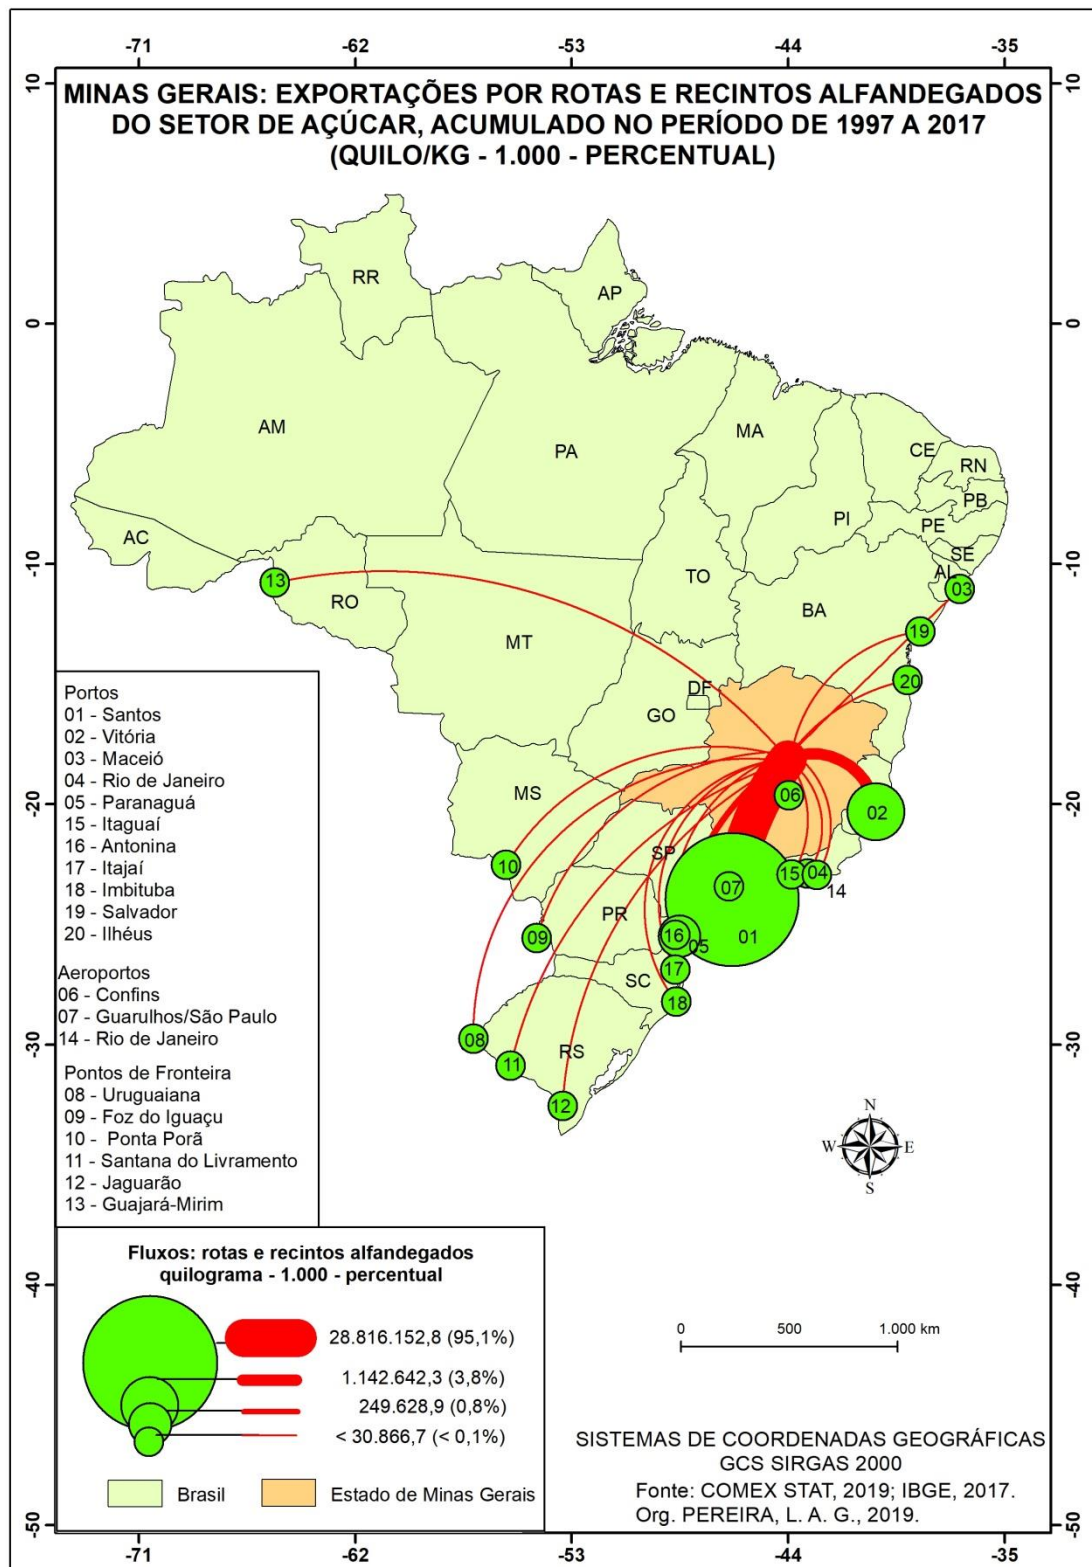 -71 -62 -53 -44 -35
MINAS GERAIS: EXPORTAÇÕES POR ROTAS E RECINTOS ALFANDEGADOS
DO SETOR DE AÇÚCAR, ACUMULADO NO PERÍODO DE 1997 A 2017
(QUILO/KG - 1.000 - PERCENTUAL)
10 10
RR
AP
0 0
AM
PA
MA
CE
RN
PB
PI
PE
AC
SE
-10 -10
AL
13
03
RO
TO
BA
MT
19
20
DF
GO
MS
06
-20 -20
02
SP
10
15
04
14
07
PR
09
16
01
05
17
SC
18
08
-30 -30
RS
11
12
Portos
01 - Santos
02 - Vitória
03 - Maceió
04 - Rio de Janeiro
05 - Paranaguá
15 - Itaguaí
16 - Antonina
17 - Itajaí
18 - Imbituba
19 - Salvador
20 - Ilhéus
Aeroportos
06 - Confins
07 - Guarulhos/São Paulo
14 - Rio de Janeiro
Pontos de Fronteira
08 - Uruguaiana
09 - Foz do Iguaçu
10 - Ponta Porã
11 - Santana do Livramento
12 - Jaguarão
13 - Guajará-Mirim
N
W E
S
Fluxos: rotas e recintos alfandegados
quilograma - 1.000 - percentual
28.816.152,8 (95,1%)
1.142.642,3 (3,8%)
249.628,9 (0,8%)
< 30.866,7 (< 0,1%)
Brasil Estado de Minas Gerais
-40 -40
0 500 1.000 km
SISTEMAS DE COORDENADAS GEOGRÁFICAS
GCS SIRGAS 2000
Fonte: COMEX STAT, 2019; IBGE, 2017.
Org. PEREIRA, L. A. G., 2019.
-50 -50
-71 -62 -53 -44 -35